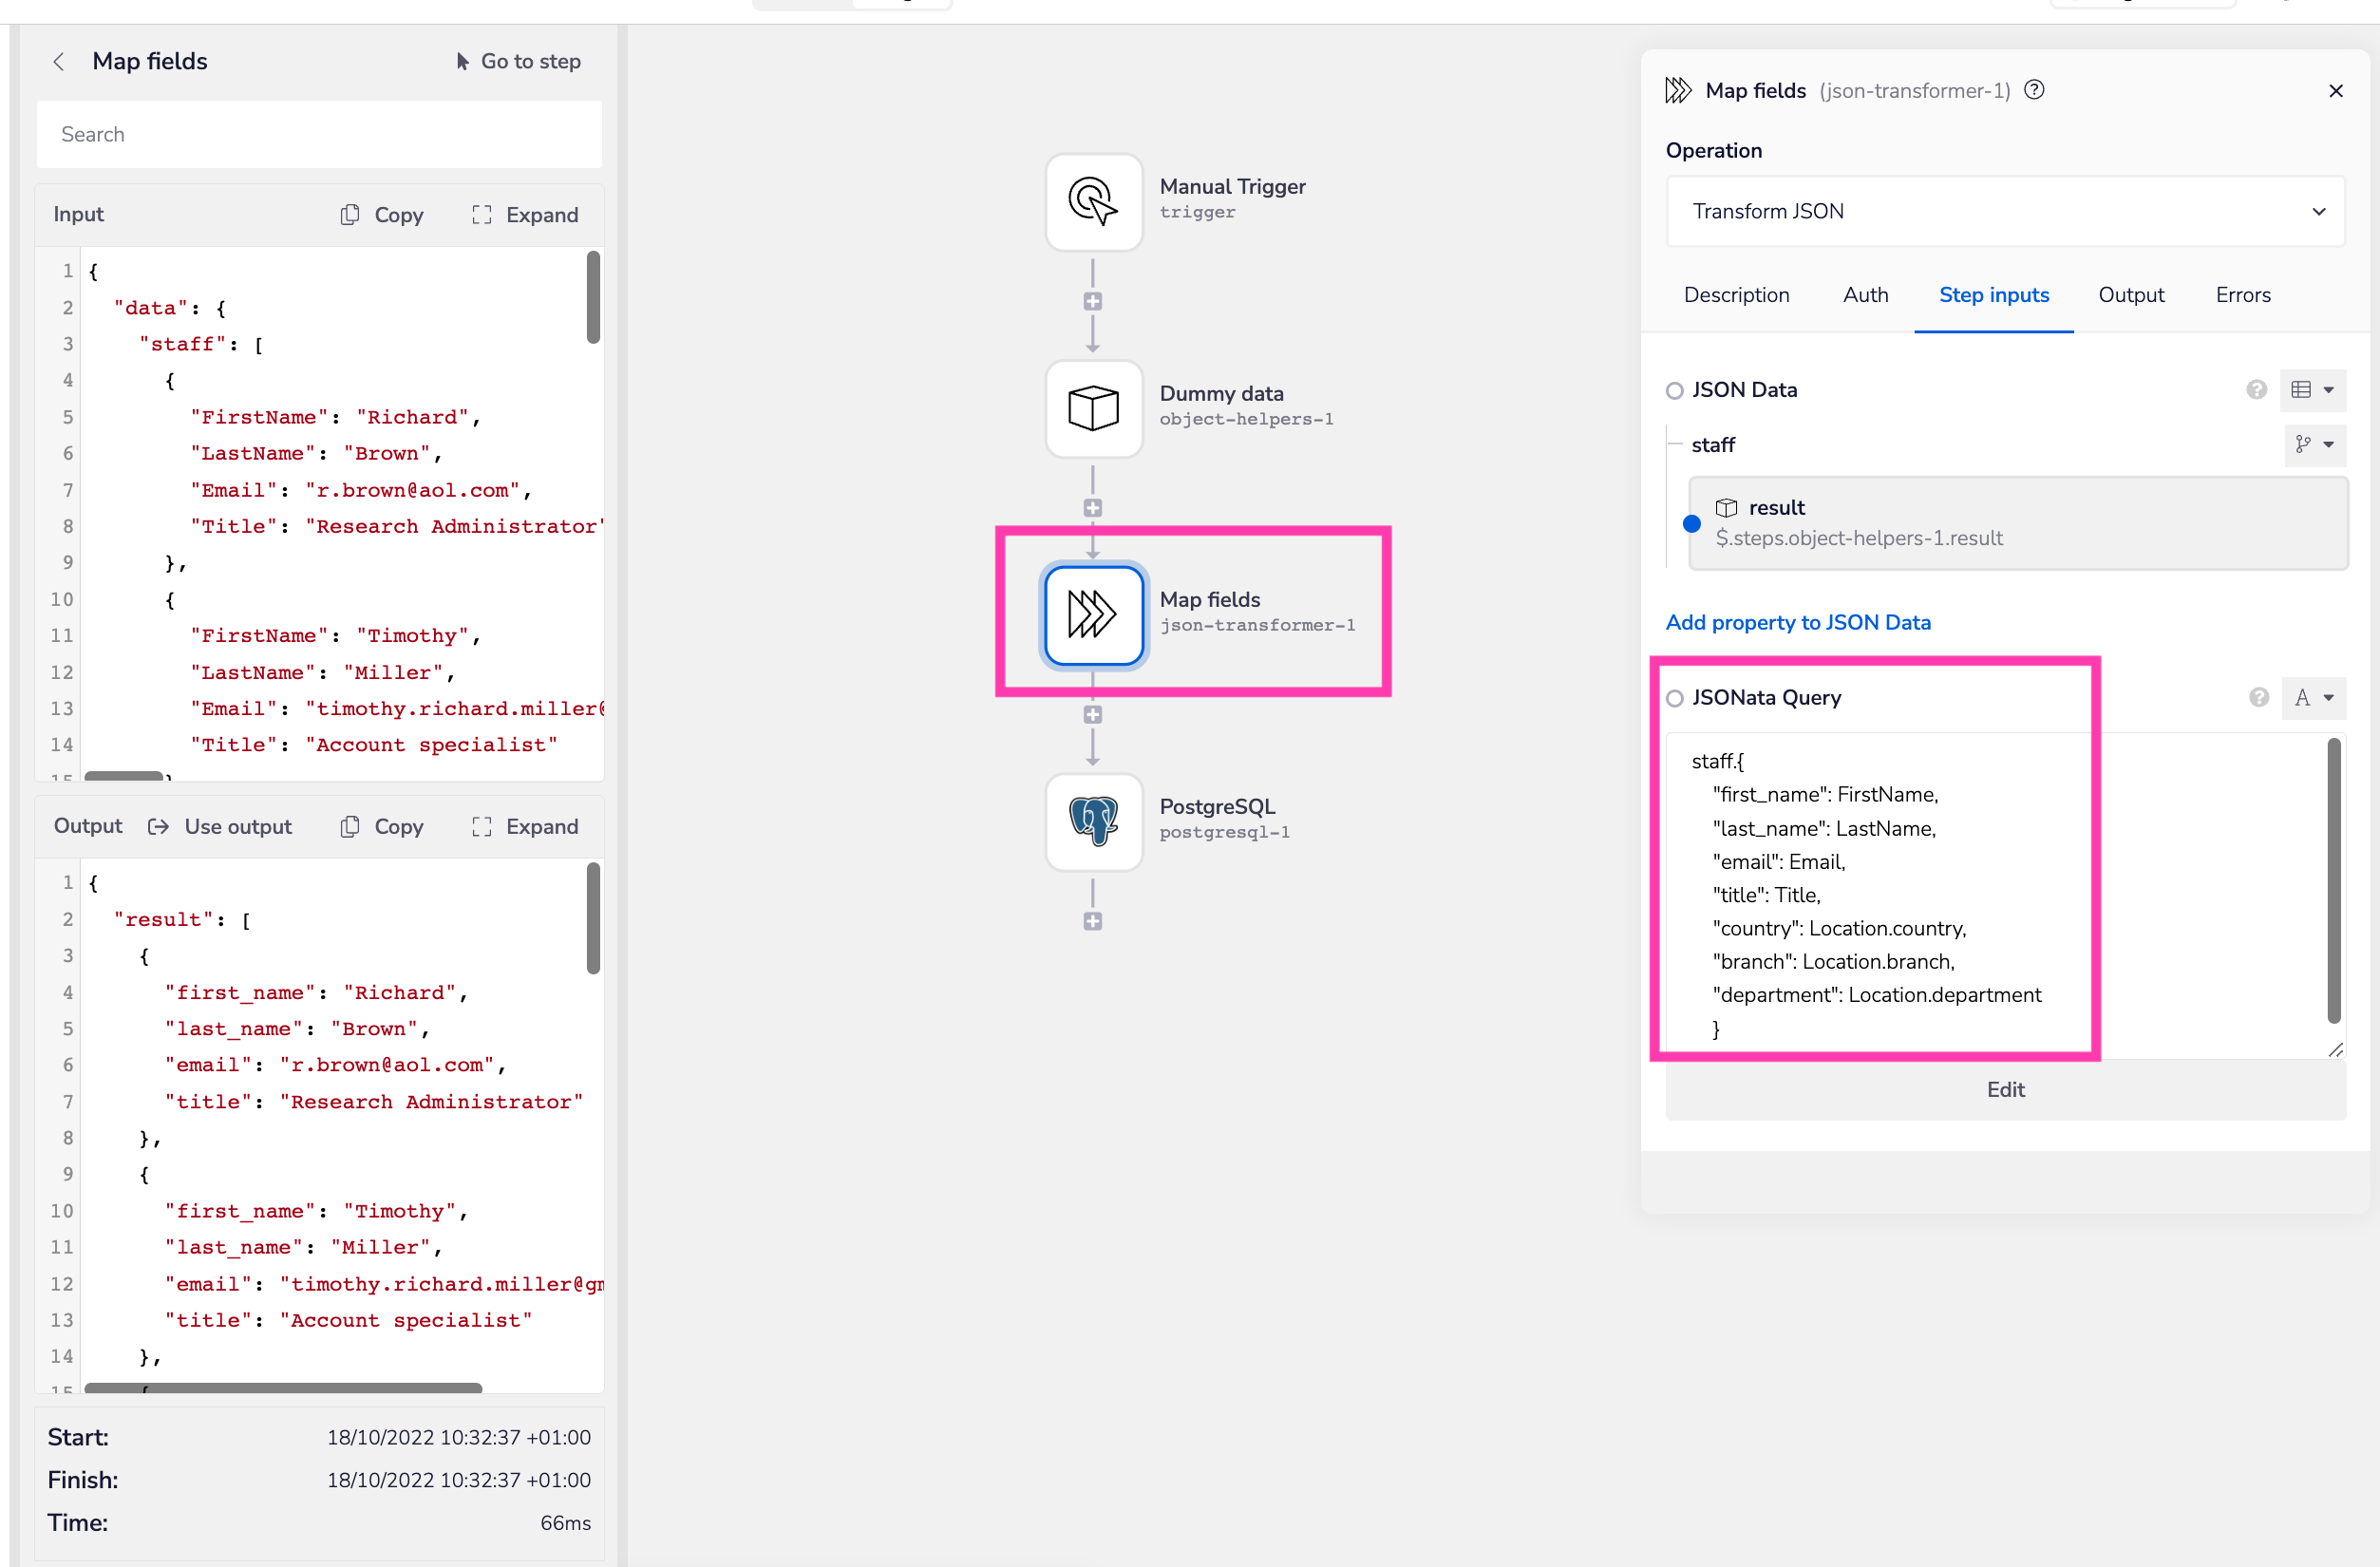 Map fields
Go to step
Search
Input
Copy
Expand
1 {
2 "data": {
3 "staff": [
4 {
5 "FirstName": "Richard",
6 "LastName": "Brown",
7 "Email": "r.brown@aol.com",
8 "Title": "Research Administrator"
9 },
10 {
11 "FirstName": "Timothy",
12 "LastName": "Miller",
13 "Email": "timothy.richard.miller@
14 "Title": "Account specialist"
15 }
Output
Use output
Copy
Expand
1 {
2 "result": [
3 {
4 "first_name": "Richard",
5 "last_name": "Brown",
6 "email": "r.brown@aol.com",
7 "title": "Research Administrator"
8 },
9 {
10 "first_name": "Timothy",
11 "last_name": "Miller",
12 "email": "timothy.richard.miller@gm
13 "title": "Account specialist"
14 },
15 {
Start: 18/10/2022 10:32:37 +01:00
Finish: 18/10/2022 10:32:37 +01:00
Time: 66ms
Manual Trigger
trigger
Dummy data
object-helpers-1
Map fields
json-transformer-1
PostgreSQL
postgresql-1
Map fields (json-transformer-1)
Operation
Transform JSON
Description
Auth
Step inputs
Output
Errors
JSON Data
staff
result
$.steps.object-helpers-1.result
Add property to JSON Data
JSONata Query
A
staff.{
"first_name": FirstName,
"last_name": LastName,
"email": Email,
"title": Title,
"country": Location.country,
"branch": Location.branch,
"department": Location.department
}
Edit